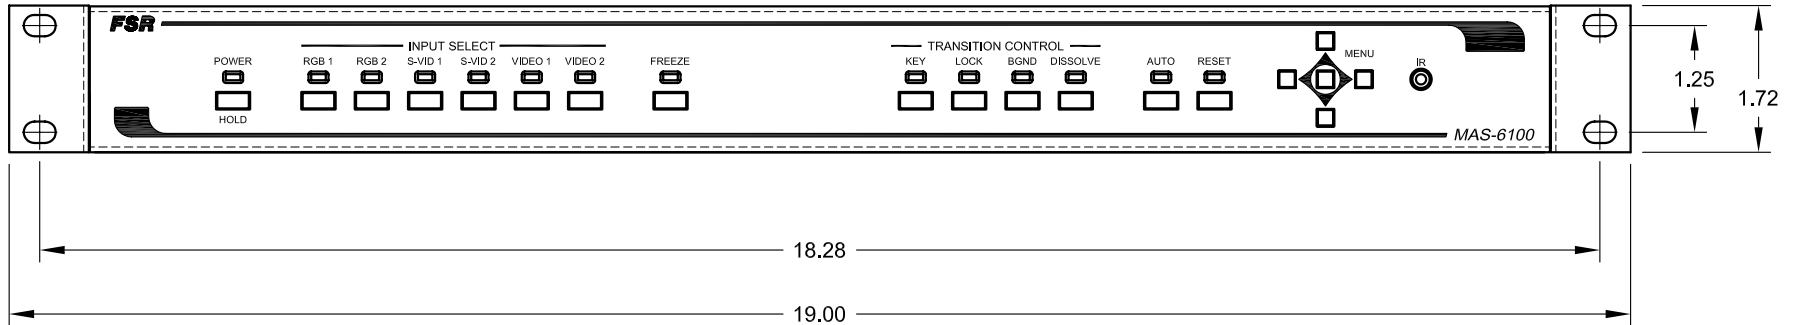 FSR
INPUT SELECT
TRANSITION CONTROL
POWER
RGB 1
RGB 2
S-VID 1
S-VID 2
VIDEO 1
VIDEO 2
FREEZE
KEY
LOCK
BGND
DISSOLVE
AUTO
RESET
MENU
IR
HOLD
MAS-6100
1.25
1.72
18.28
19.00